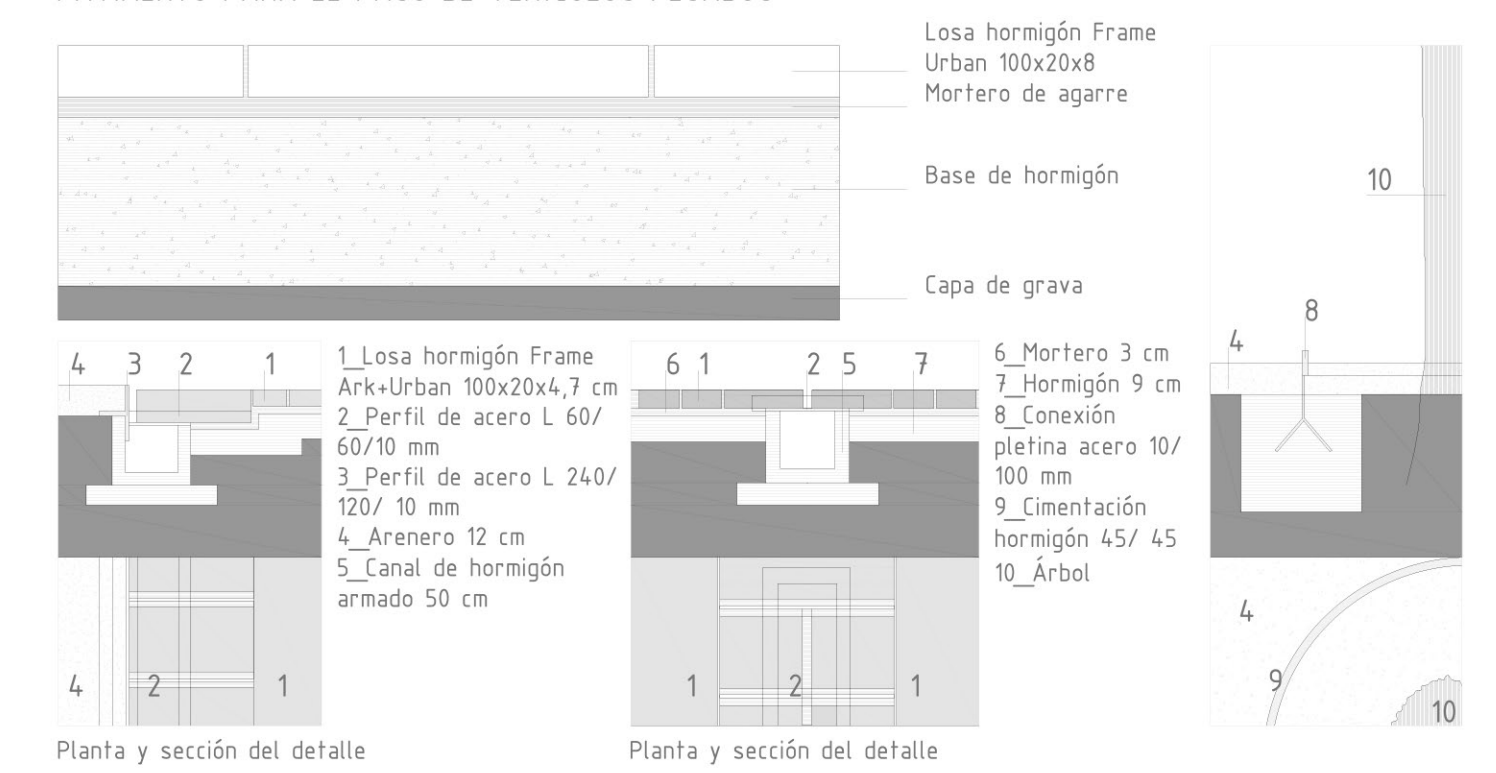 Losa hormigón Frame
Urban 100x20x8
Mortero de agarre
Base de hormigón
Capa de grava
10
8
4
4 3 2 1
1_Losa hormigón Frame
Ark+Urban 100x20x4,7 cm
2_Perfil de acero L 60/
60/10 mm
3_Perfil de acero L 240/
120/ 10 mm
4_Arenero 12 cm
5_Canal de hormigón
armado 50 cm
6 1 2 5 7
6_Mortero 3 cm
7_Hormigón 9 cm
8_Conexión
pletina acero 10/
100 mm
9_Cimentación
hormigón 45/ 45
10_Árbol
4 2 1
1 2 1
4
9
10
Planta y sección del detalle
Planta y sección del detalle